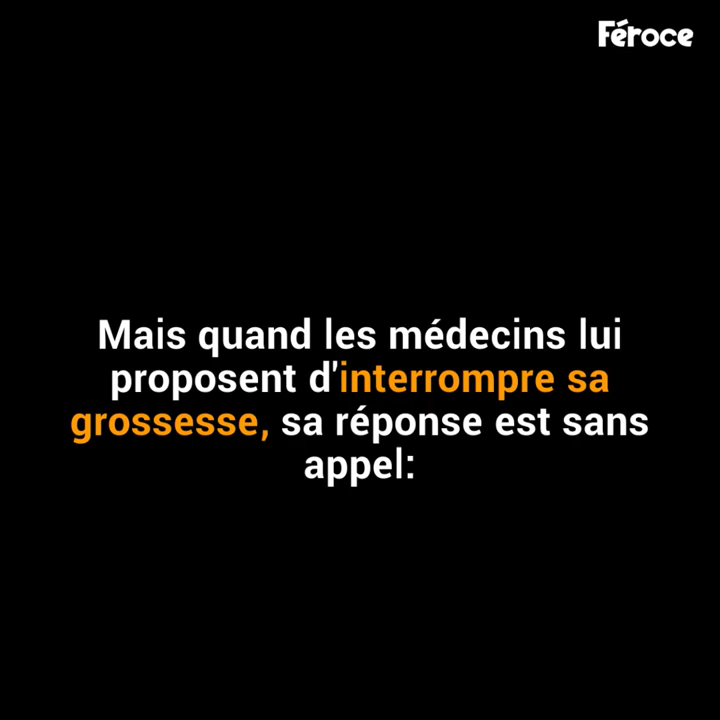 Féroce
Mais quand les médecins lui
proposent d'interrompre sa
grossesse, sa réponse est sans
appel: